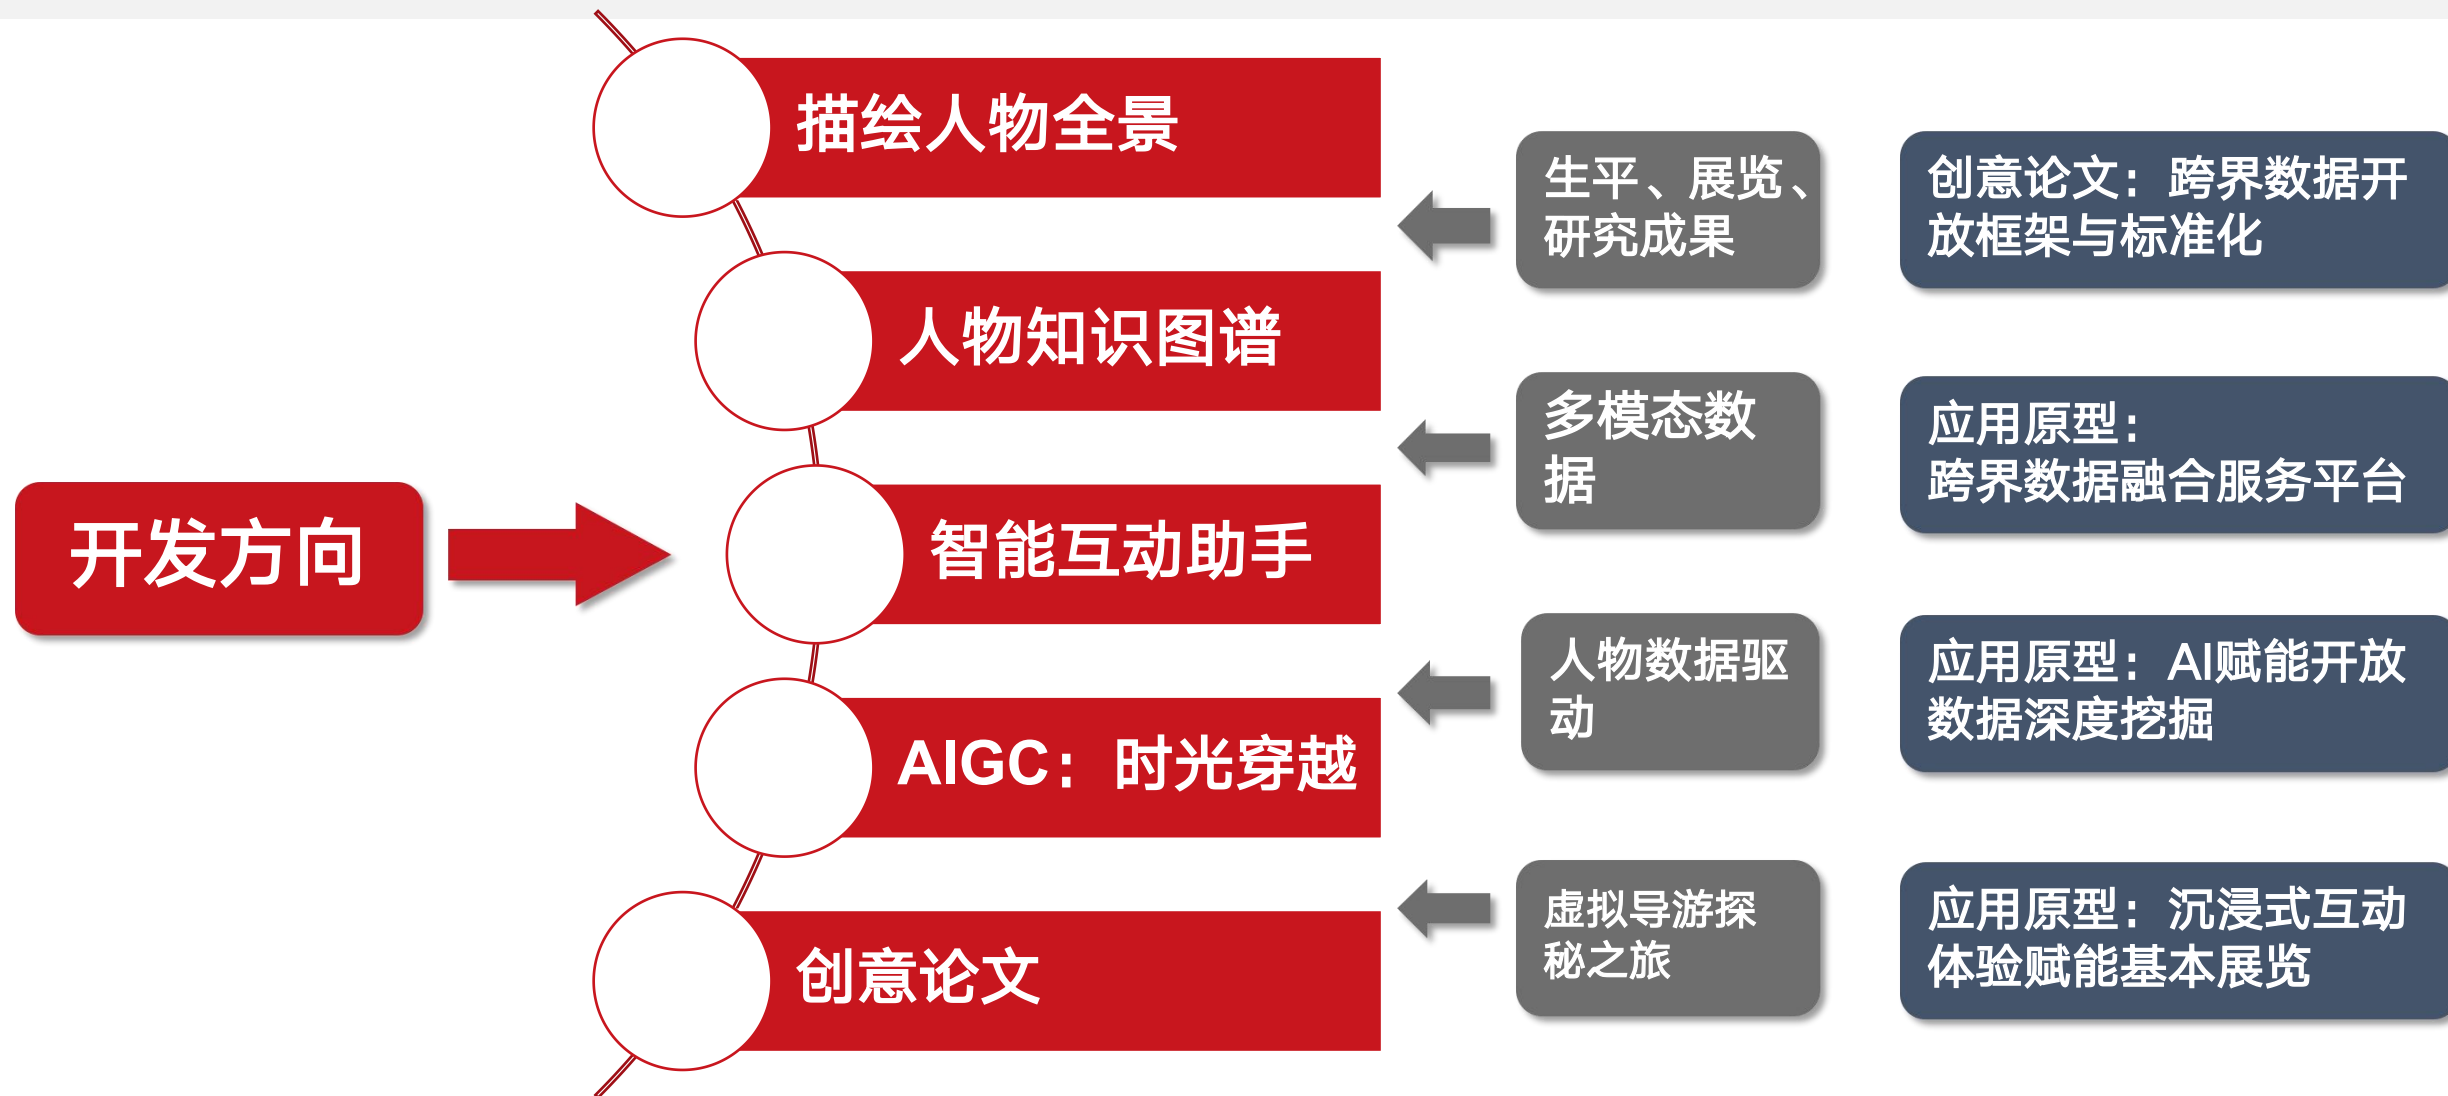 开发方向
描绘人物全景
人物知识图谱
智能互动助手
AIGC：时光穿越
创意论文
生平、展览、
研究成果
多模态数
据
人物数据驱
动
虚拟导游探
秘之旅
创意论文：跨界数据开
放框架与标准化
应用原型：
跨界数据融合服务平台
应用原型：AI赋能开放
数据深度挖掘
应用原型：沉浸式互动
体验赋能基本展览